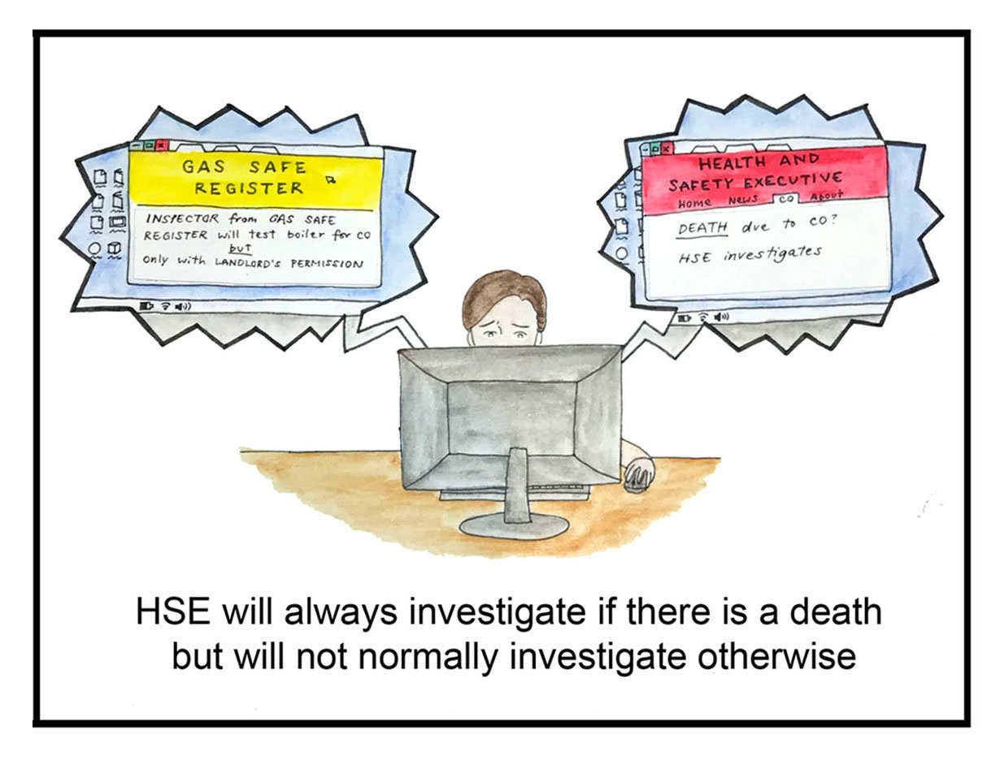 GAS SAFE
REGISTER
INSPECTOR from GAS SAFE
REGISTER will test boiler for CO
but
only with LANDLORD'S PERMISSION
HEALTH AND
SAFETY EXECUTIVE
Home News CO About
DEATH due to CO?
HSE investigates
HSE will always investigate if there is a death
but will not normally investigate otherwise